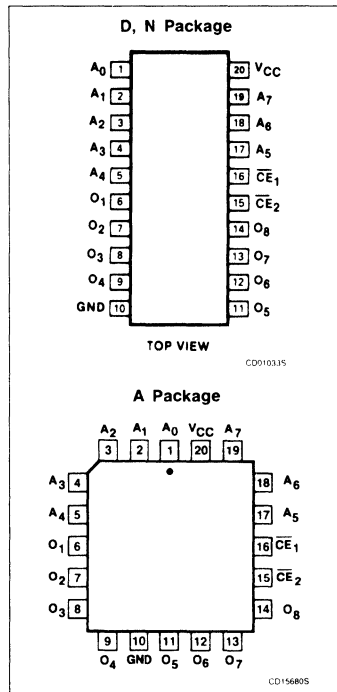 D, N Package
A0 1 20 VCC
A1 2 19 A7
A2 3 18 A6
A3 4 17 A5
A4 5 16 C̅E̅1
O1 6 15 C̅E̅2
O2 7 14 O8
O3 8 13 O7
O4 9 12 O6
GND 10 11 O5
TOP VIEW
CD01033S
A Package
A2 A1 A0 VCC A7
3 2 1 20 19
A3 4 18 A6
A4 5 17 A5
O1 6 16 C̅E̅1
O2 7 15 C̅E̅2
O3 8 14 O8
9 10 11 12 13
O4 GND O5 O6 O7
CD15680S